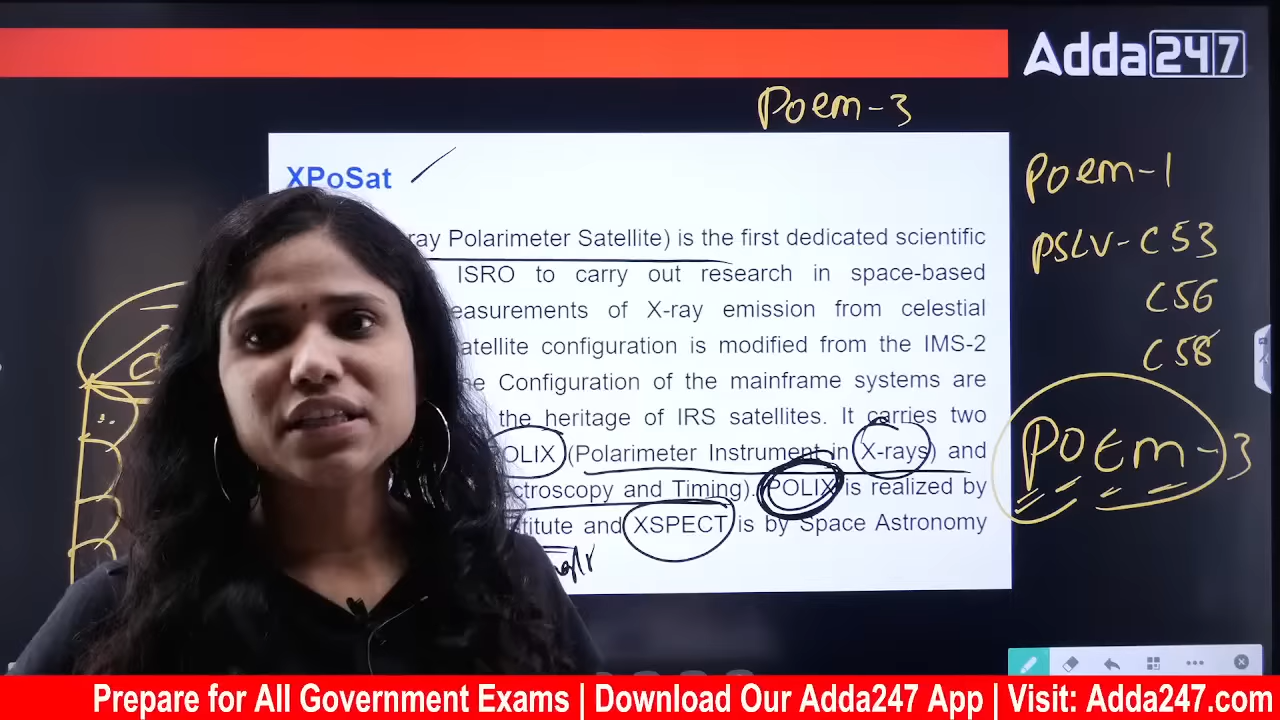 Adda247
Poem-3
XPoSat
Poem-1
ray Polarimeter Satellite) is the first dedicated scientific
PSLV-C53
ISRO to carry out research in space-based
C56
easurements of X-ray emission from celestial
C58
atellite configuration is modified from the IMS-2
e Configuration of the mainframe systems are
the heritage of IRS satellites. It carries two
OLIX (Polarimeter Instrument in X-rays) and
POEM-3
ctroscopy and Timing). POLIX is realized by
titute and XSPECT is by Space Astronomy
Prepare for All Government Exams | Download Our Adda247 App | Visit: Adda247.com